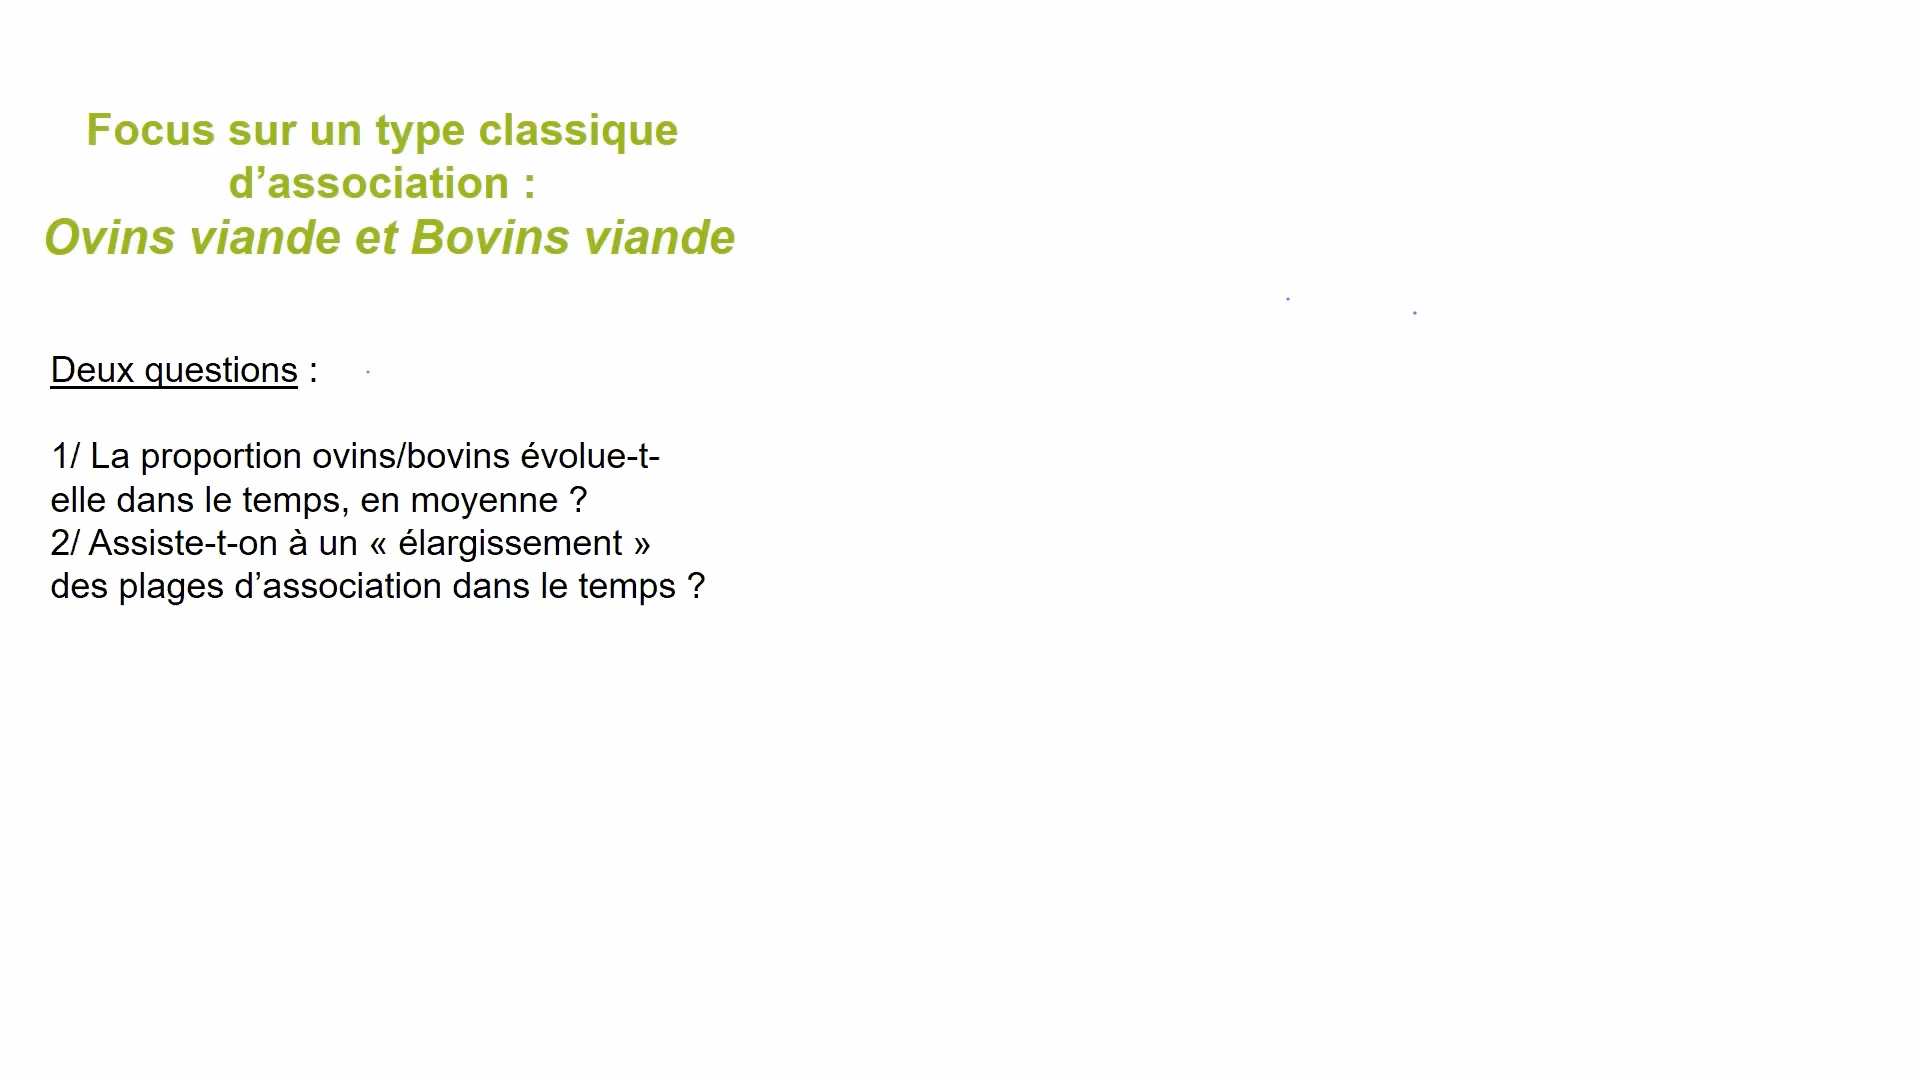 Focus sur un type classique
d’association :
Ovins viande et Bovins viande
Deux questions :
1/ La proportion ovins/bovins évolue-t-
elle dans le temps, en moyenne ?
2/ Assiste-t-on à un « élargissement »
des plages d’association dans le temps ?